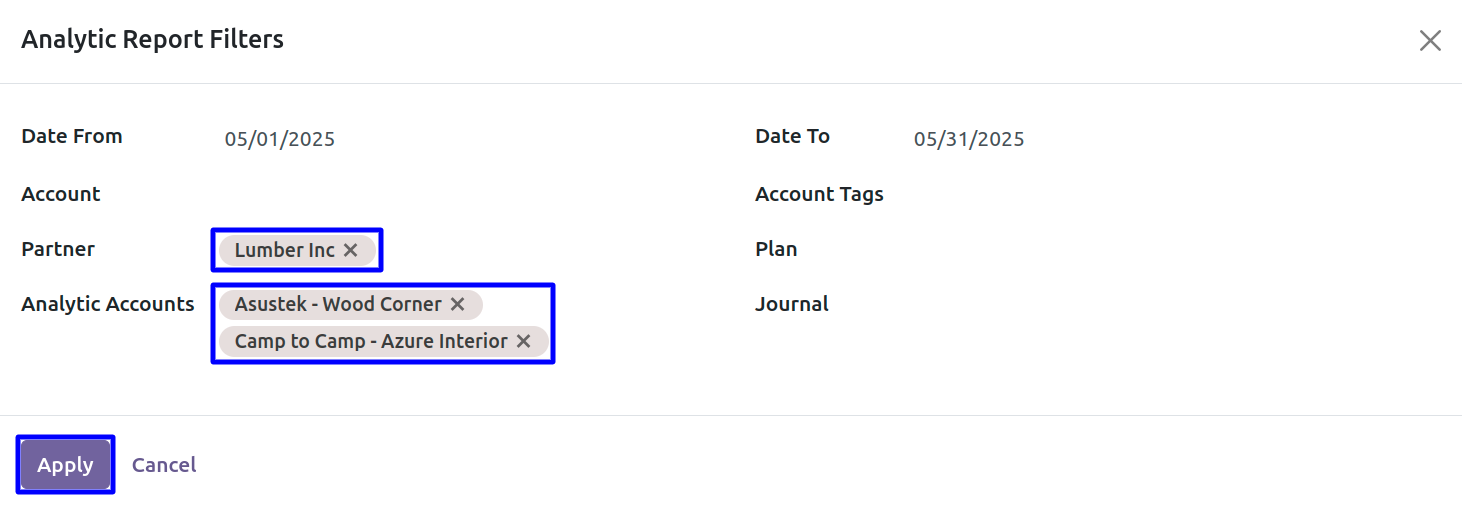 Analytic Report Filters
Date From 05/01/2025 Date To 05/31/2025
Account Account Tags
Partner Lumber Inc Plan
Analytic Accounts Asustek - Wood Corner Journal
Camp to Camp - Azure Interior
Apply Cancel